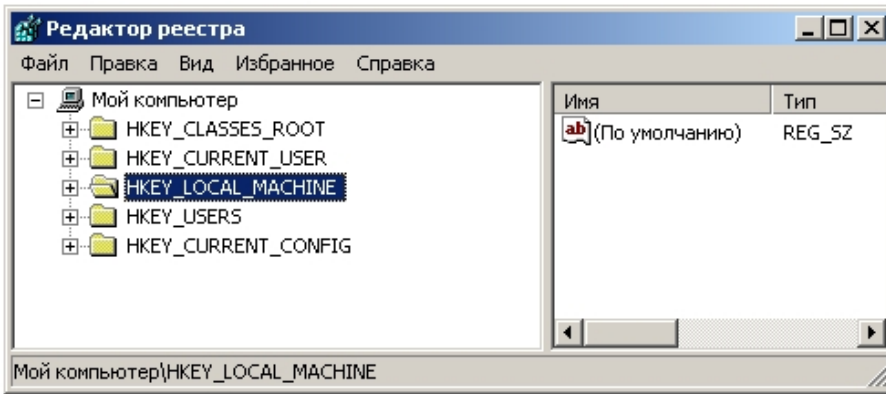 Редактор реестра
Файл Правка Вид Избранное Справка
Мой компьютер
HKEY_CLASSES_ROOT
HKEY_CURRENT_USER
HKEY_LOCAL_MACHINE
HKEY_USERS
HKEY_CURRENT_CONFIG
Имя Тип
ab (По умолчанию) REG_SZ
Мой компьютер\HKEY_LOCAL_MACHINE